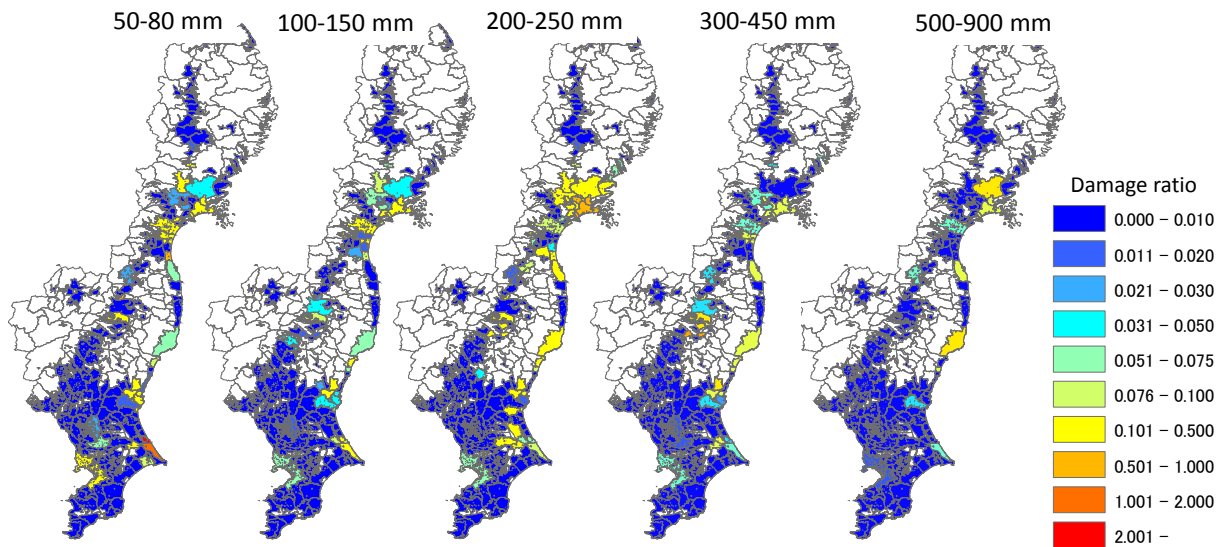 50-80 mm
100-150 mm
200-250 mm
300-450 mm
500-900 mm
Damage ratio
0.000 – 0.010
0.011 – 0.020
0.021 – 0.030
0.031 – 0.050
0.051 – 0.075
0.076 – 0.100
0.101 – 0.500
0.501 – 1.000
1.001 – 2.000
2.001 –